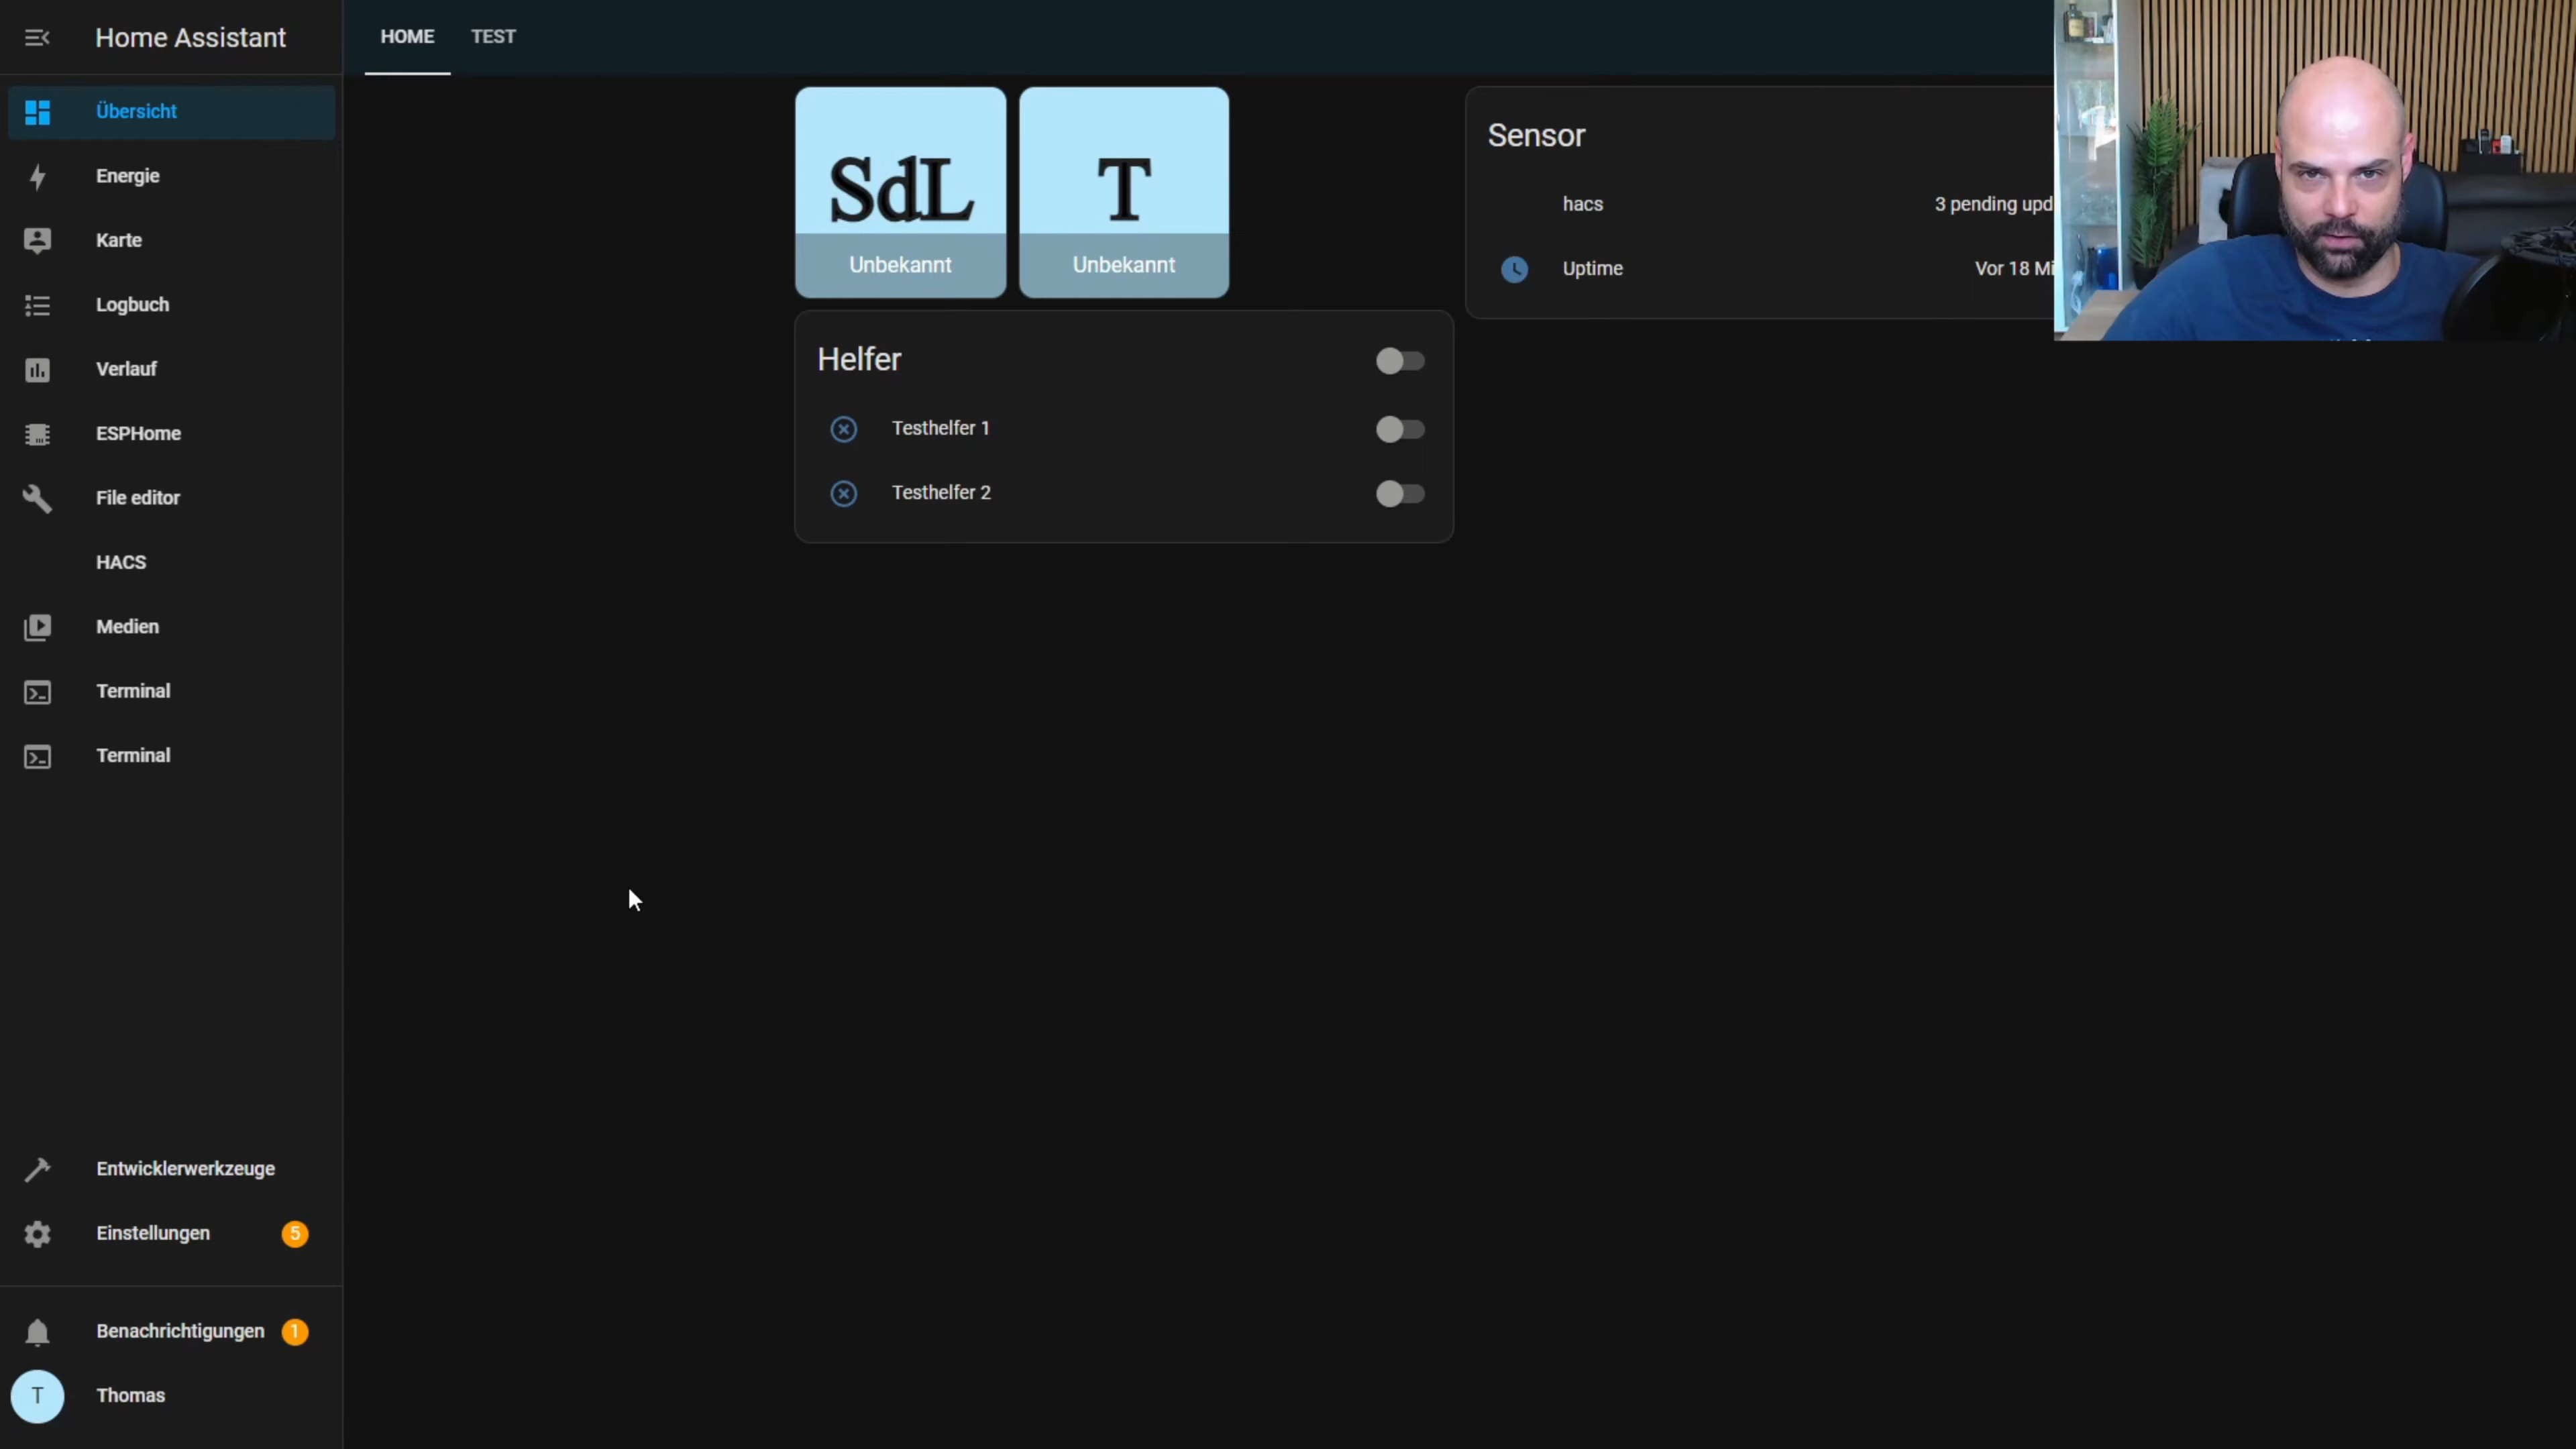 Home Assistant
Übersicht
Energie
Karte
Logbuch
Verlauf
ESPHome
File editor
HACS
Medien
Terminal
Terminal
Entwicklerwerkzeuge
Einstellungen 5
Benachrichtigungen 1
T Thomas
HOME TEST
SdL
Unbekannt
T
Unbekannt
Helfer
Testhelfer 1
Testhelfer 2
Sensor
hacs 3 pending upd
Uptime Vor 18 Mi